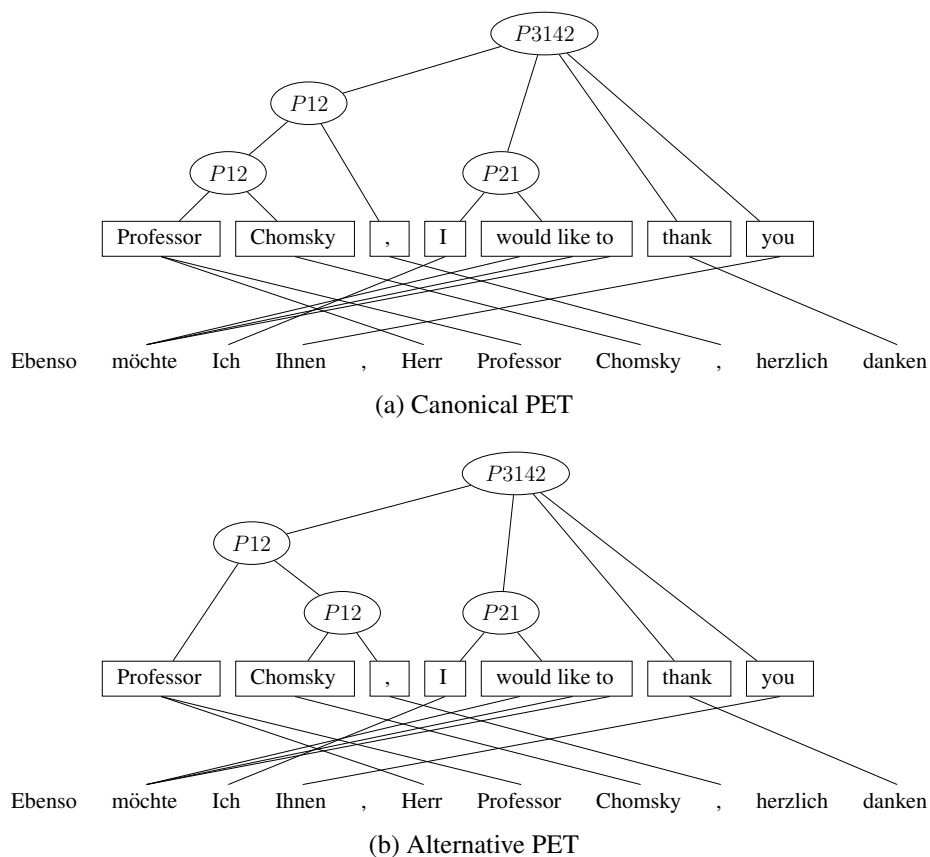 P3142
P12
P12 P21
Professor Chomsky , I would like to thank you
Ebenso möchte Ich Ihnen , Herr Professor Chomsky , herzlich danken
(a) Canonical PET
P3142
P12
P12 P21
Professor Chomsky , I would like to thank you
Ebenso möchte Ich Ihnen , Herr Professor Chomsky , herzlich danken
(b) Alternative PET